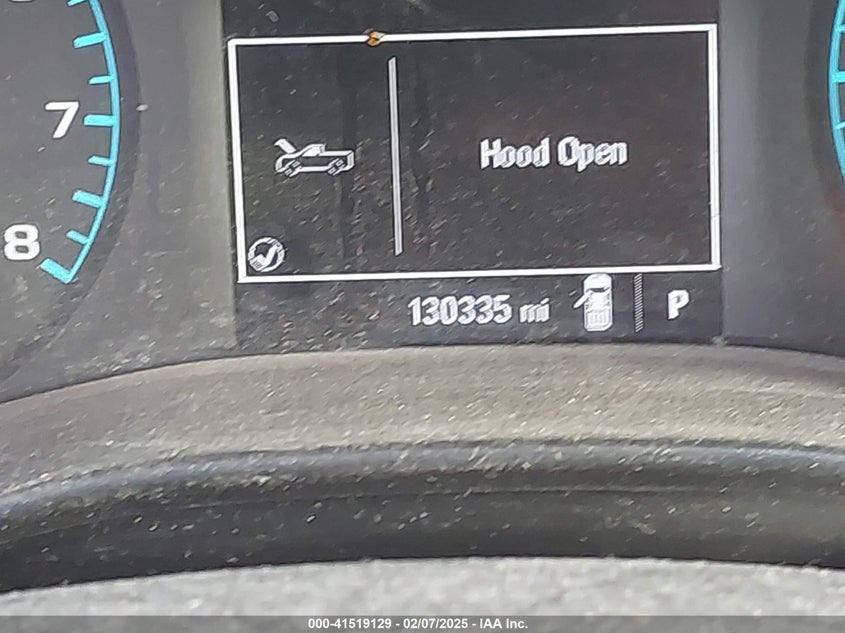 7
8
Hood Open
130335 mi
P
000-41519129 - 02/07/2025 - IAA Inc.